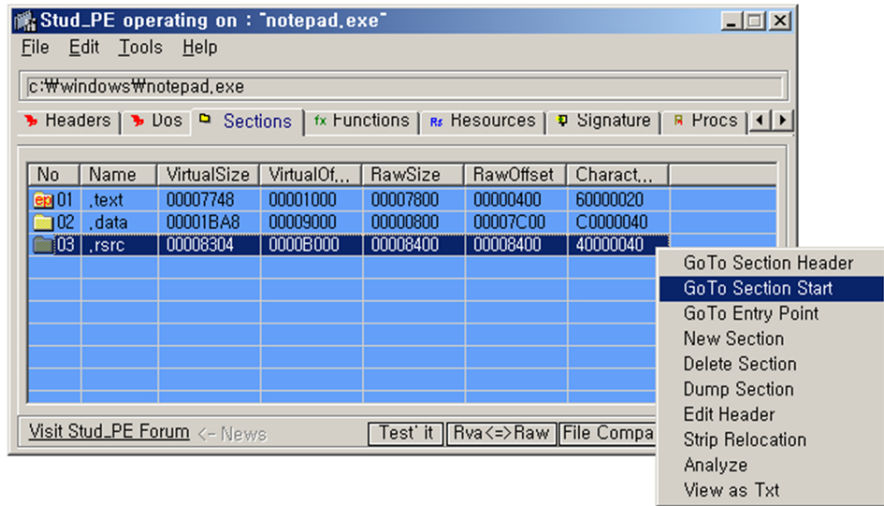 Stud_PE operating on : "notepad.exe"
File Edit Tools Help
c:₩windows₩notepad.exe
Headers Dos Sections fx Functions Rs Resources Signature R Procs
No Name VirtualSize VirtualOf... RawSize RawOffset Charact...
ep 01 .text 00007748 00001000 00007800 00000400 60000020
02 .data 00001BA8 00009000 00000800 00007C00 C0000040
03 .rsrc 00008304 0000B000 00008400 00008400 40000040
GoTo Section Header
GoTo Section Start
GoTo Entry Point
New Section
Delete Section
Dump Section
Edit Header
Strip Relocation
Analyze
View as Txt
Visit Stud_PE Forum <- News Test' it Rva<=>Raw File Compa